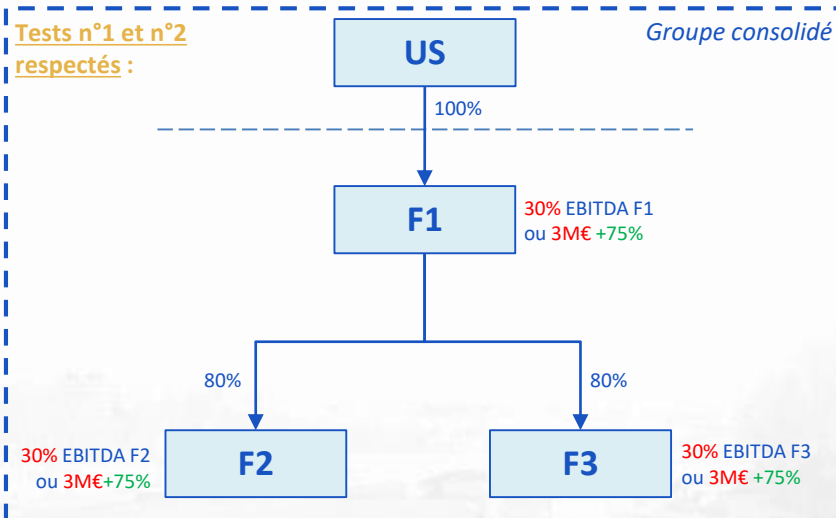 Tests n°1 et n°2
respectés :
Groupe consolidé
US
100%
F1
30% EBITDA F1
ou 3M€ +75%
80%
80%
30% EBITDA F2
ou 3M€+75%
F2
F3
30% EBITDA F3
ou 3M€ +75%